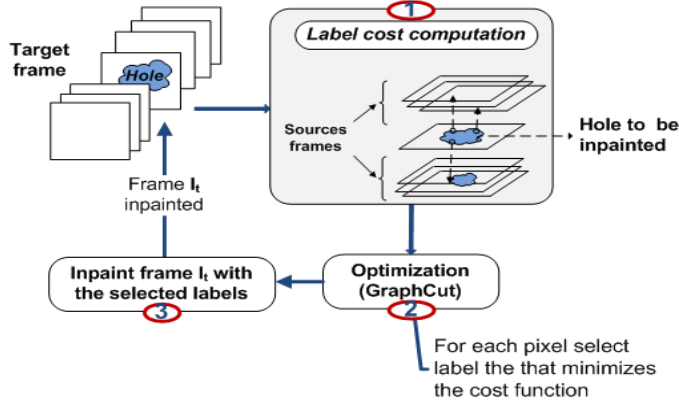 1
Label cost computation
Target
frame
Hole
Sources
frames
Hole to be
inpainted
Frame It
inpainted
Inpaint frame It with
the selected labels
3
Optimization
(GraphCut)
2
For each pixel select
label the that minimizes
the cost function